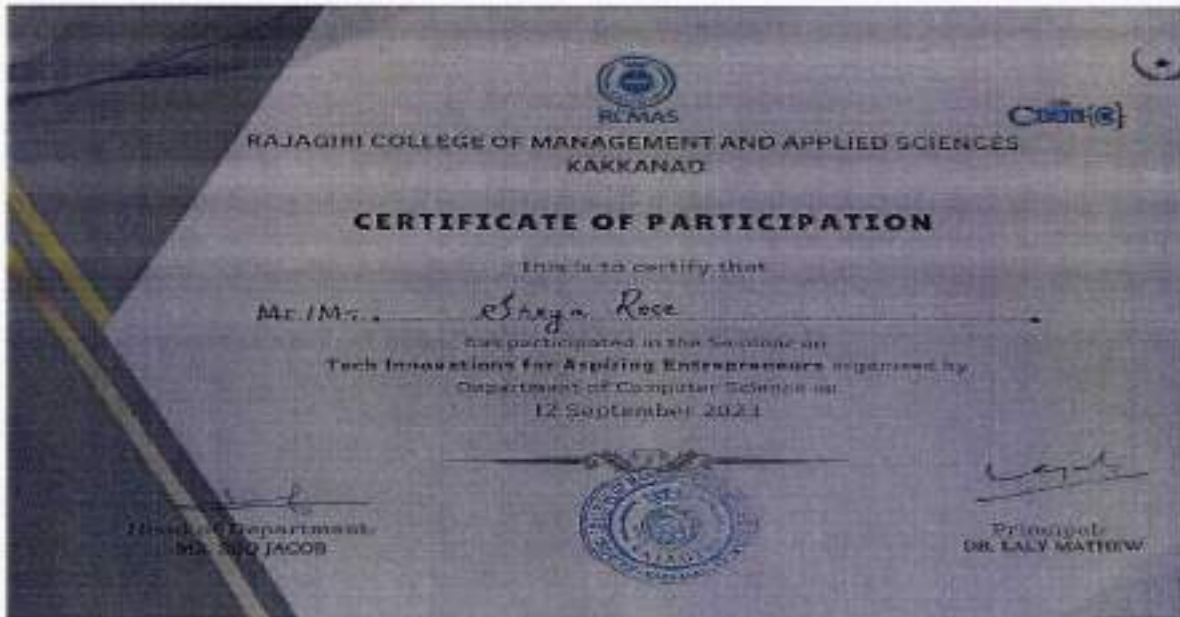 RCMAS
RAJAGIRI COLLEGE OF MANAGEMENT AND APPLIED SCIENCES
KAKKANAD
CERTIFICATE OF PARTICIPATION
This is to certify that
Mr./Ms. Shreya Rose
has participated in the Seminar on
Tech Innovations for Aspiring Entrepreneurs organised by
Department of Computer Science on
12 September 2023
Head of Department
JACOB
Principal
DR. LALY MATHEW